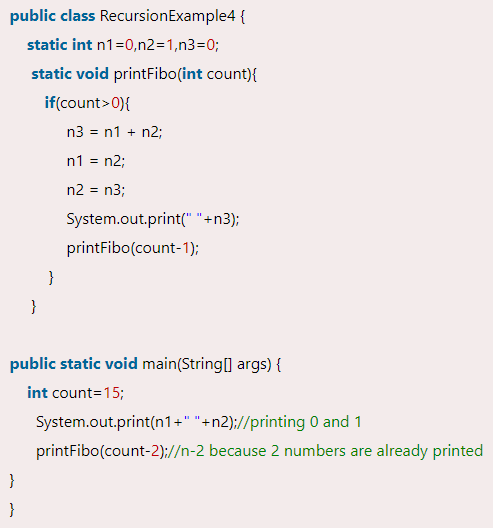 public class RecursionExample4 {
static int n1=0,n2=1,n3=0;
static void printFibo(int count){
if(count>0){
n3 = n1 + n2;
n1 = n2;
n2 = n3;
System.out.print(" "+n3);
printFibo(count-1);
}
}
public static void main(String[] args) {
int count=15;
System.out.print(n1+" "+n2);//printing 0 and 1
printFibo(count-2);//n-2 because 2 numbers are already printed
}
}